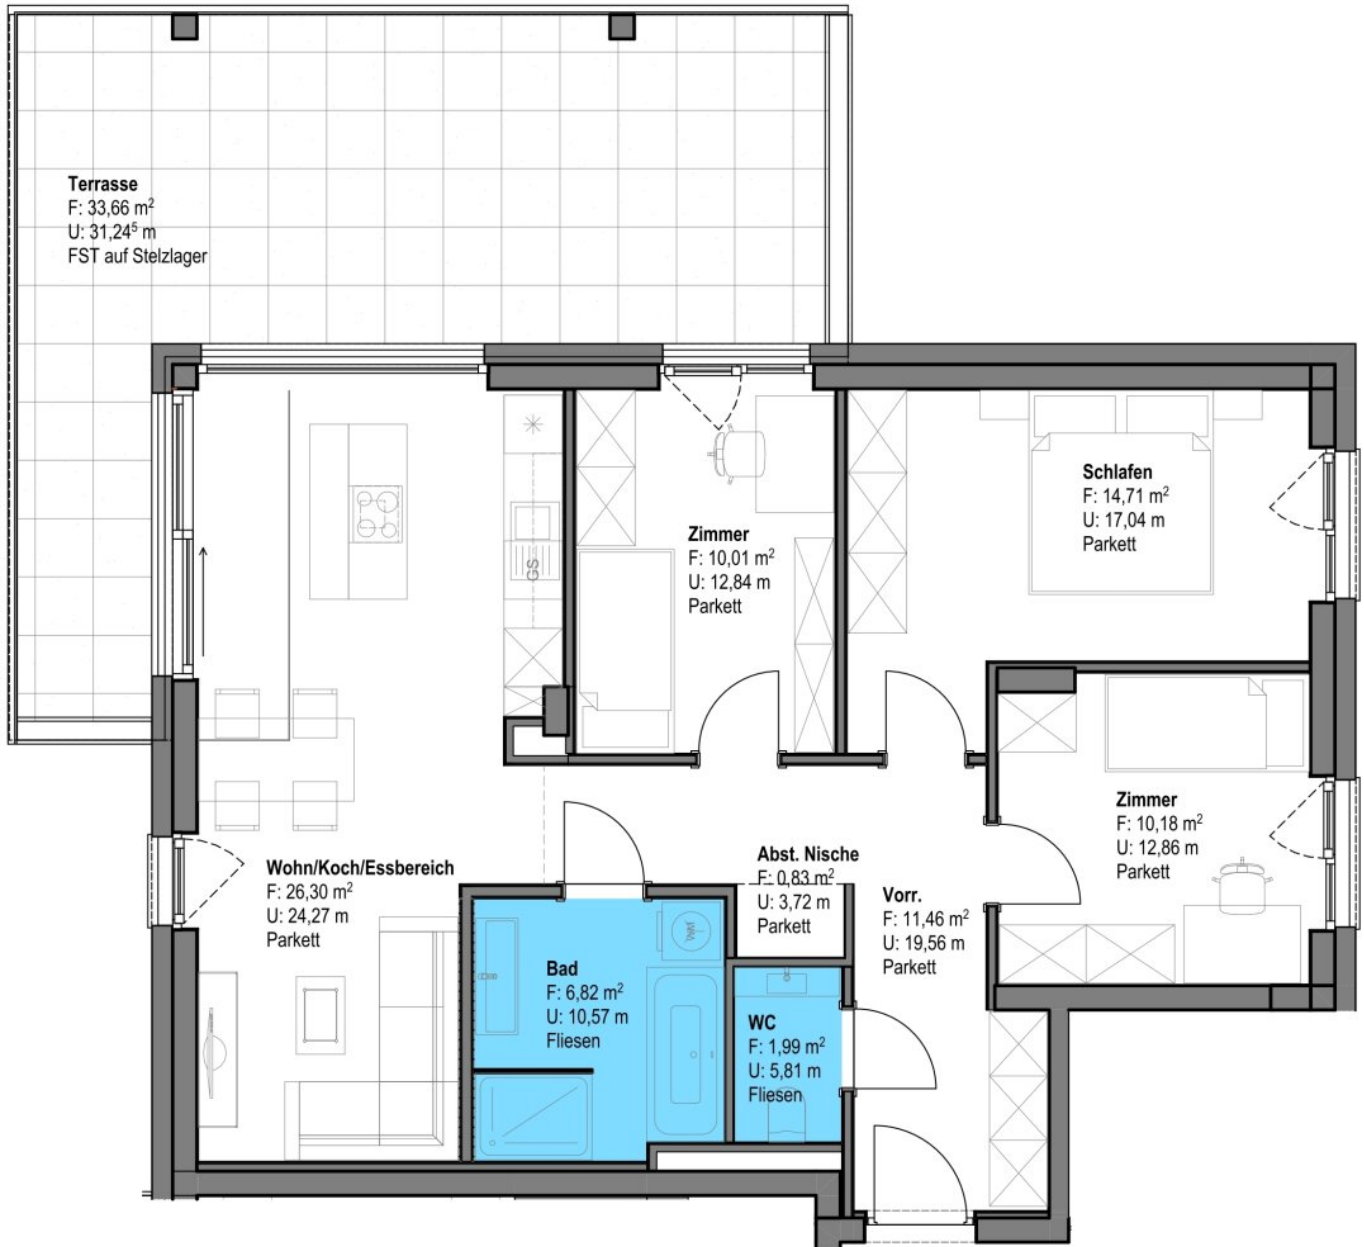 Terrasse
F: 33,66 m²
U: 31,24⁵ m
FST auf Stelzlager
Schlafen
F: 14,71 m²
U: 17,04 m
Parkett
Zimmer
F: 10,01 m²
U: 12,84 m
Parkett
GS
Zimmer
F: 10,18 m²
U: 12,86 m
Parkett
Wohn/Koch/Essbereich
F: 26,30 m²
U: 24,27 m
Parkett
Abst. Nische
F: 0,83 m²
U: 3,72 m
Parkett
Vorr.
F: 11,46 m²
U: 19,56 m
Parkett
WM
Bad
F: 6,82 m²
U: 10,57 m
Fliesen
WC
F: 1,99 m²
U: 5,81 m
Fliesen